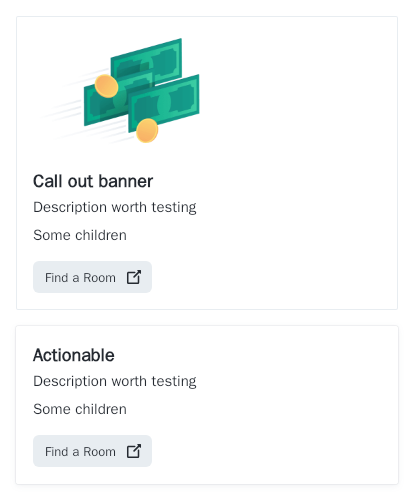 Call out banner
Description worth testing
Some children
Find a Room
Actionable
Description worth testing
Some children
Find a Room